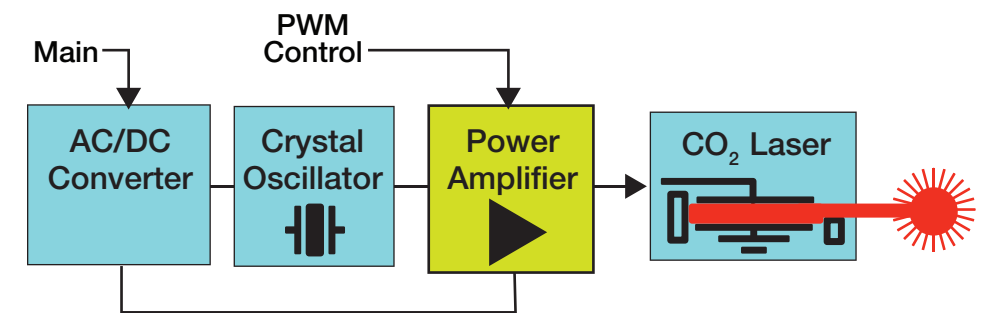 Main
PWM
Control
AC/DC
Converter
Crystal
Oscillator
Power
Amplifier
CO₂ Laser